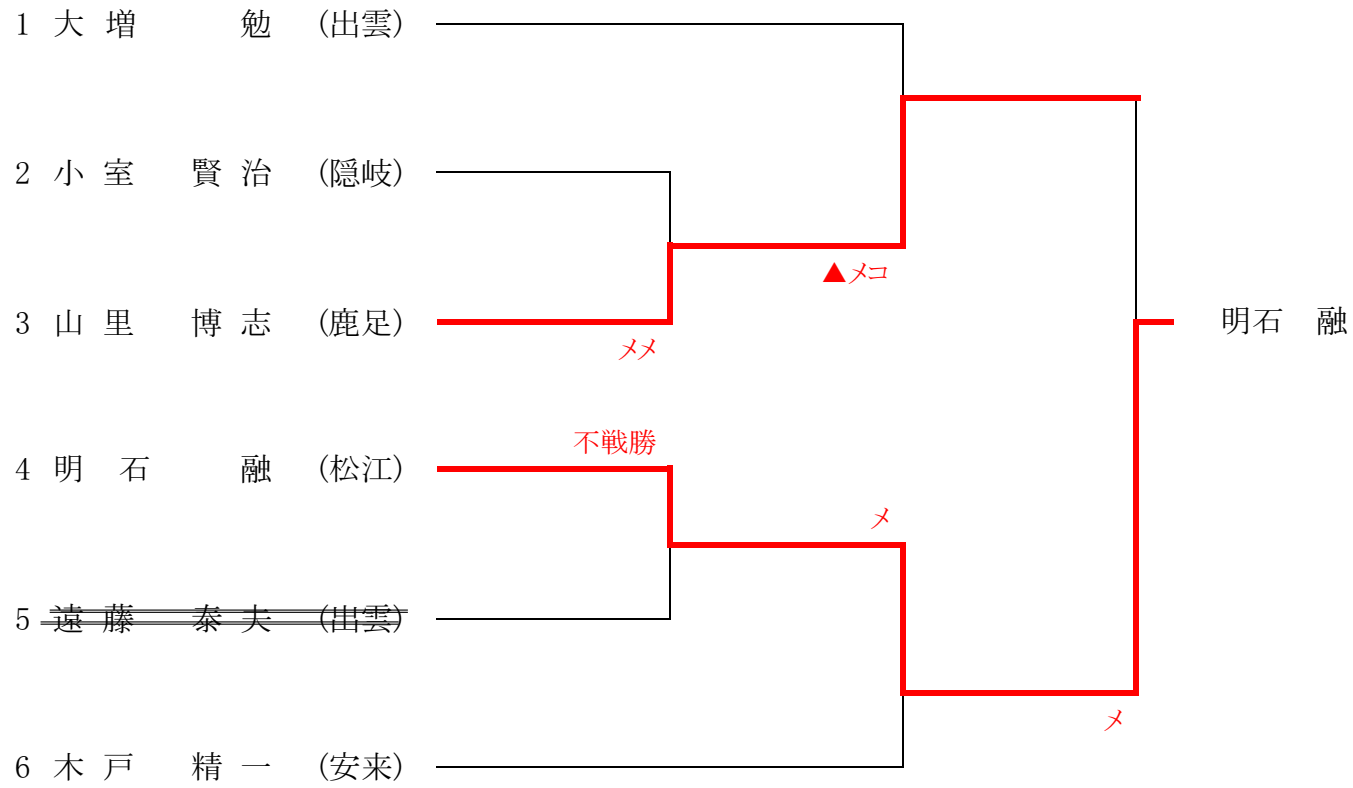 1 大増 勉 (出雲)
2 小室 賢治 (隠岐)
▲メコ
3 山里 博志 (鹿足)
明石 融
メメ
不戦勝
4 明石 融 (松江)
メ
5 遠藤 泰夫 (出雲)
メ
6 木戸 精一 (安来)